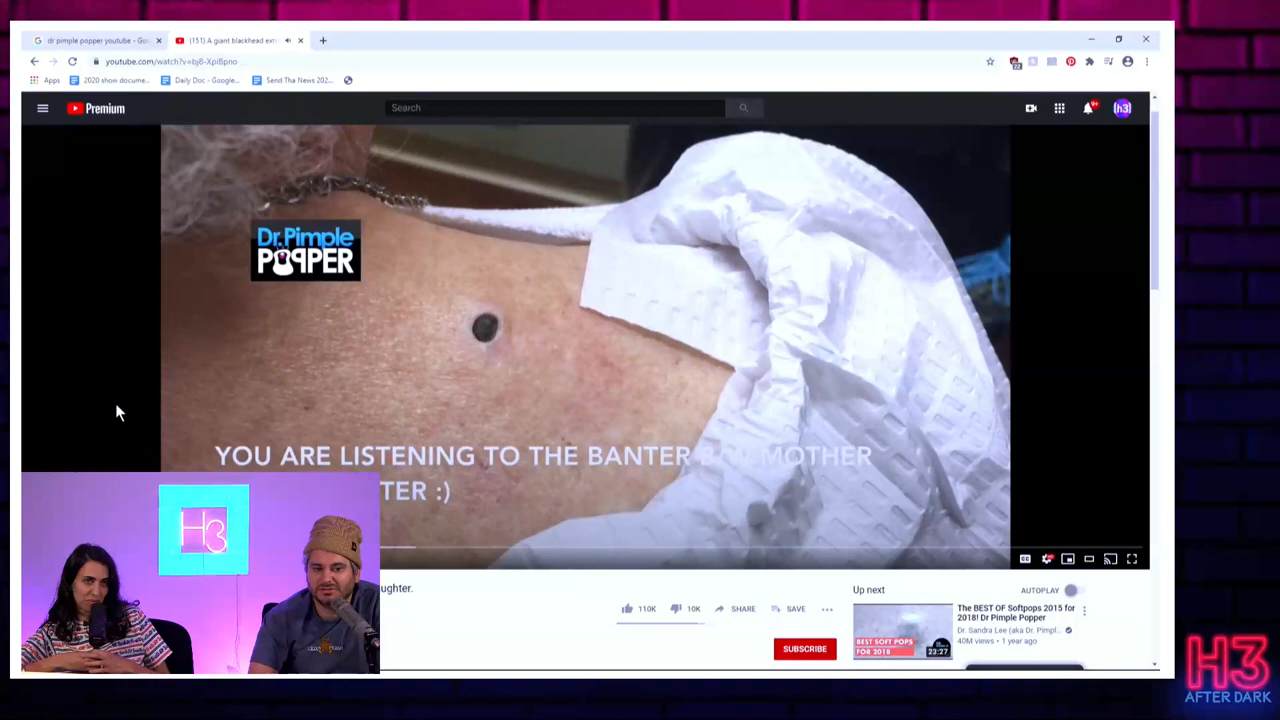 dr pimple popper youtube - Goo
(151) A giant blackhead ext
youtube.com/watch?v=bj8-XpiBpno
Apps
2020 show docume...
Daily Doc - Google...
Send Tha News 202...
Premium
Search
9+
(h3)
Dr.Pimple
POPPER
YOU ARE LISTENING TO THE BANTER MOTHER
TER :)
H3
ughter.
110K
10K
SHARE
SAVE
SUBSCRIBE
Up next
AUTOPLAY
The BEST OF Softpops 2015 for
2018! Dr Pimple Popper
Dr. Sandra Lee (aka Dr. Pimpl...
40M views • 1 year ago
BEST SOFT POPS
FOR 2018
23:27
H3
AFTER DARK